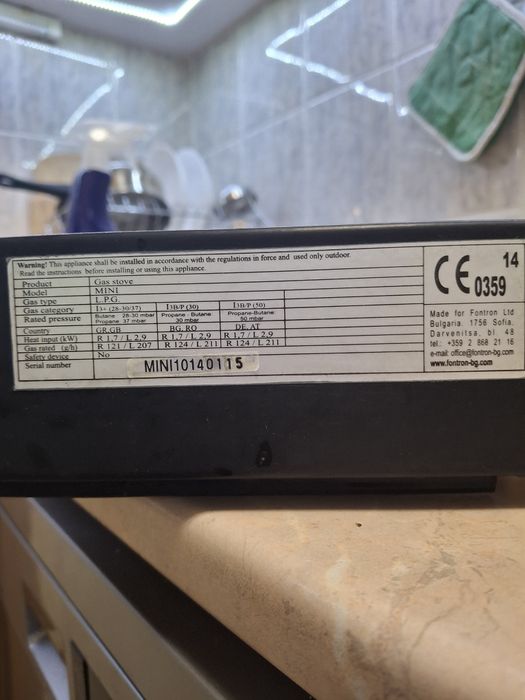 Warning! This appliance shall be installed in accordance with the regulations in force and used only outdoor.
Read the instructions before installing or using this appliance.
Product Gas stove
Model MINI
Gas type L.P.G.
Gas category I3+ (28-30/37) I3B/P (30) I3B/P (50)
Rated pressure Butane 28-30 mbar Propane - Butane: Propane-Butane:
Propane 37 mbar 30 mbar 50 mbar
Country GR,GB BG, RO DE, AT
Heat input (kW) R 1,7 / L 2,9 R 1,7 / L 2,9 R 1,7 / L 2,9
Gas rated (g/h) R 121 / L 207 R 124 / L 211 R 124 / L 211
Safety device No
Serial number MINI10140115
CE 0359 14
Made for Fontron Ltd
Bulgaria, 1756 Sofia,
Darvenitsa, bl. 48
tel.: +359 2 868 21 16
e-mail: office@fontron-bg.com
www.fontron-bg.com